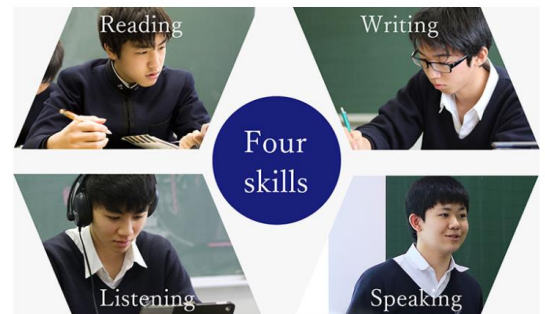 Reading
Writing
Four
skills
Listening
Speaking